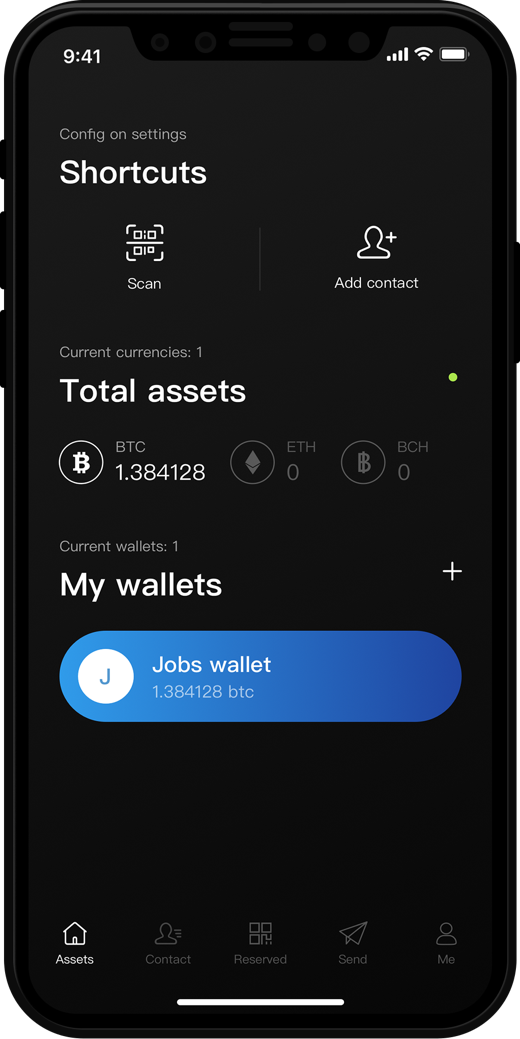 9:41
Config on settings
Shortcuts
Scan
Add contact
Current currencies: 1
Total assets
BTC
1.384128
ETH
0
BCH
0
Current wallets: 1
My wallets
J
Jobs wallet
1.384128 btc
Assets
Contact
Reserved
Send
Me